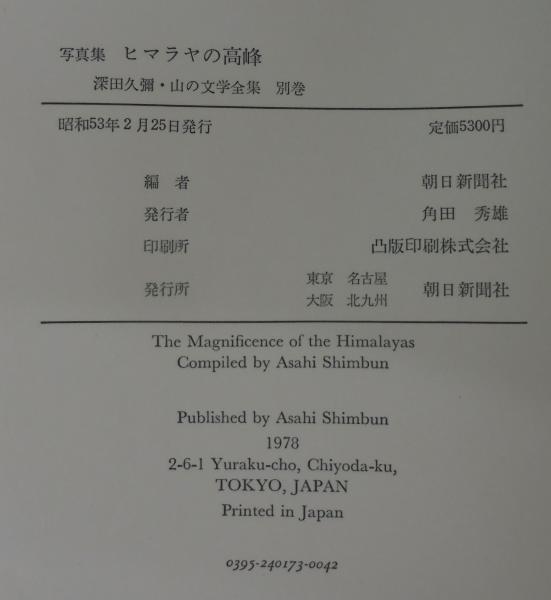 写真集 ヒマラヤの高峰
深田久彌・山の文学全集 別巻
昭和53年2月25日発行 定価5300円
編 者 朝日新聞社
発行者 角田 秀雄
印刷所 凸版印刷株式会社
発行所 東京 名古屋 大阪 北九州 朝日新聞社
The Magnificence of the Himalayas
Compiled by Asahi Shimbun
Published by Asahi Shimbun
1978
2-6-1 Yuraku-cho, Chiyoda-ku,
TOKYO, JAPAN
Printed in Japan
0395-240173-0042